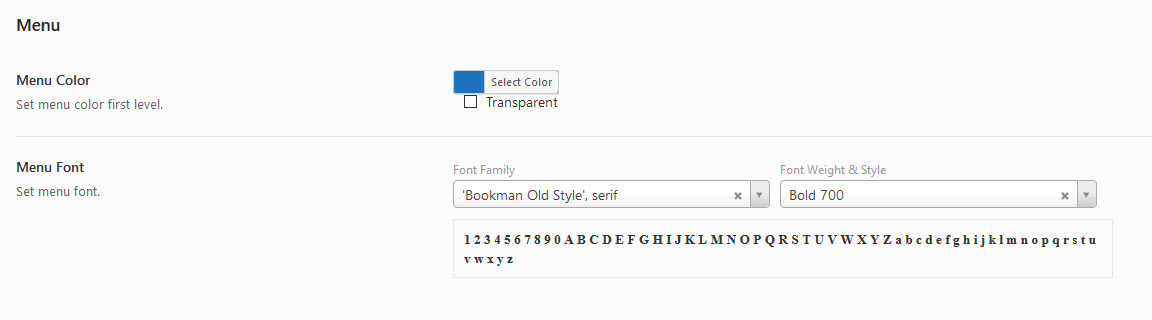 Menu
Menu Color
Select Color
Set menu color first level.
Transparent
Menu Font
Font Family
Font Weight & Style
Set menu font.
'Bookman Old Style', serif
Bold 700
1 2 3 4 5 6 7 8 9 0 A B C D E F G H I J K L M N O P Q R S T U V W X Y Z a b c d e f g h i j k l m n o p q r s t u
v w x y z